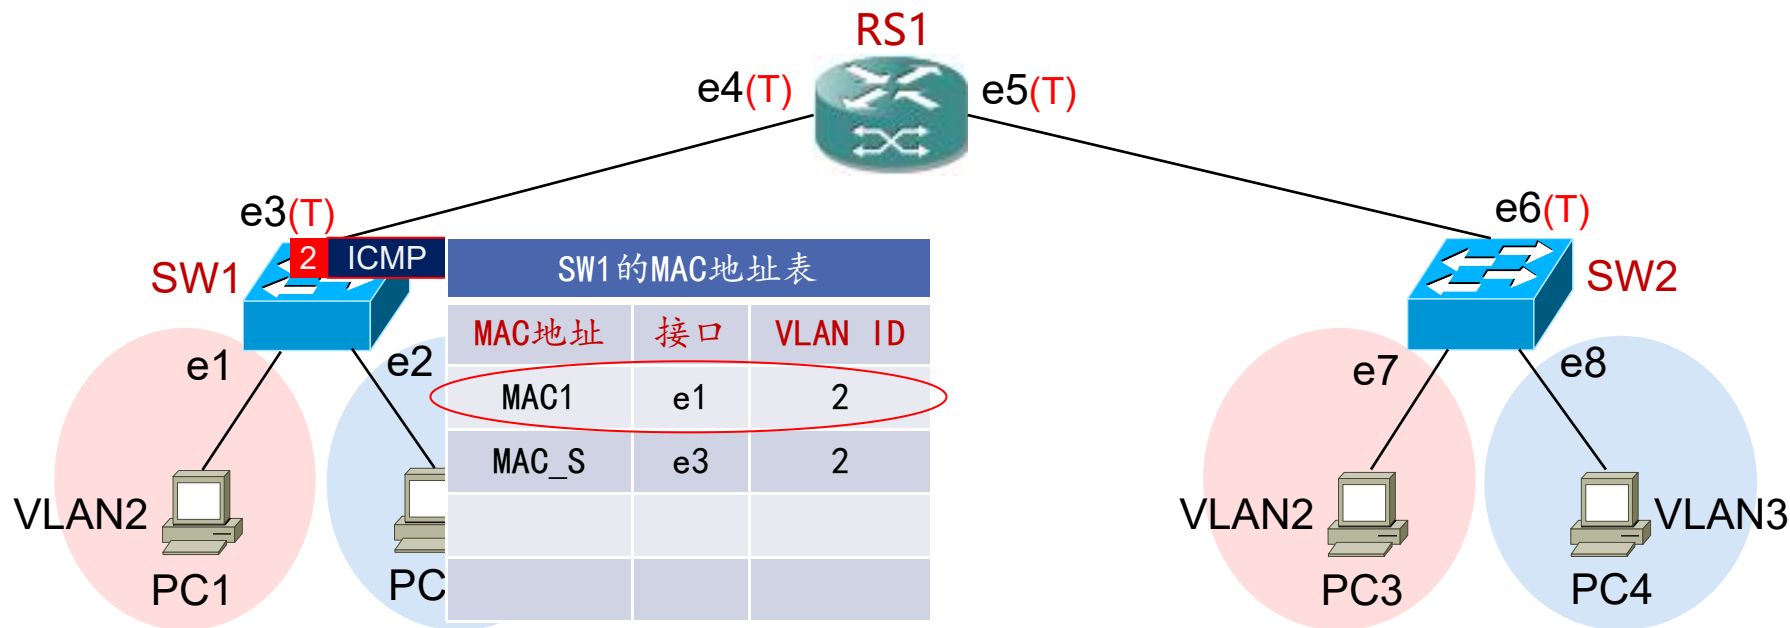 RS1
e4(T)
e5(T)
e3(T)
e6(T)
2 ICMP
SW1
SW2
SW1的MAC地址表
MAC地址 接口 VLAN ID
MAC1 e1 2
MAC_S e3 2
e1
e2
e7
e8
VLAN2
VLAN2
VLAN3
PC1
PC
PC3
PC4